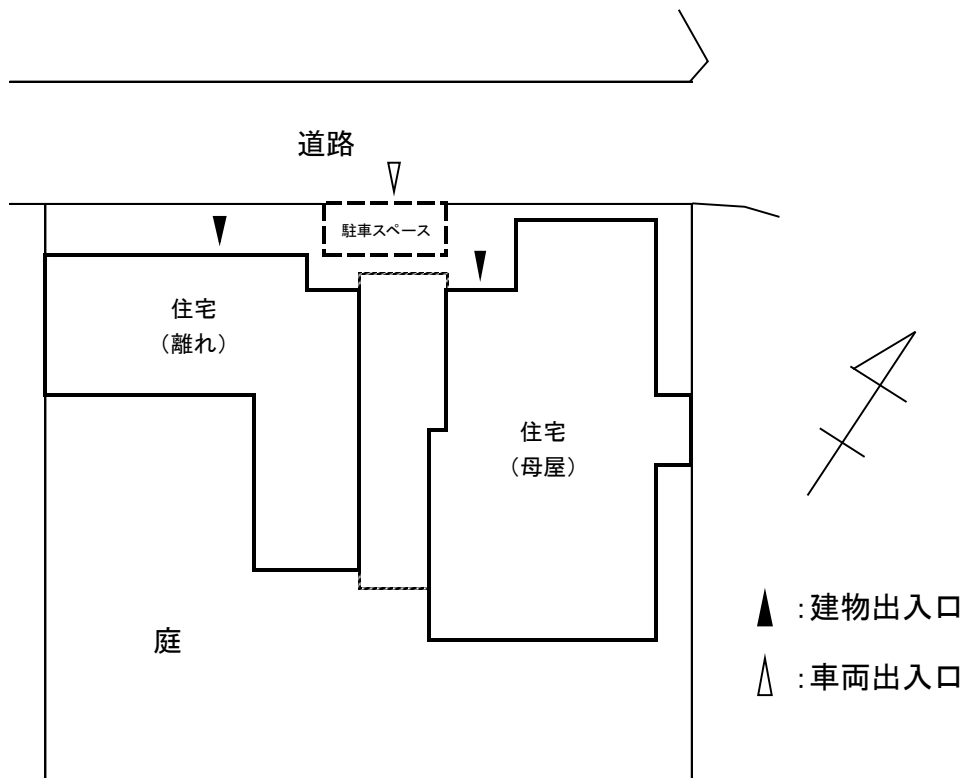 道路
駐車スペース
住宅
（離れ）
住宅
（母屋）
庭
：建物出入口
：車両出入口